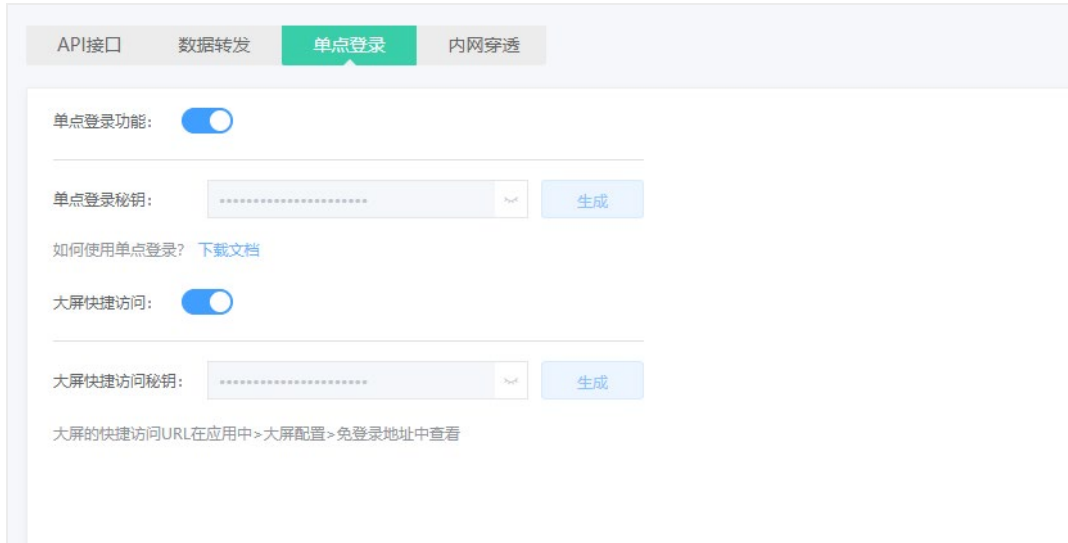 API接口 数据转发 单点登录 内网穿透
单点登录功能：
单点登录秘钥： •••••••••••••••••••••• 生成
如何使用单点登录？ 下载文档
大屏快捷访问：
大屏快捷访问秘钥： •••••••••••••••••••••• 生成
大屏的快捷访问URL在应用中>大屏配置>免登录地址中查看